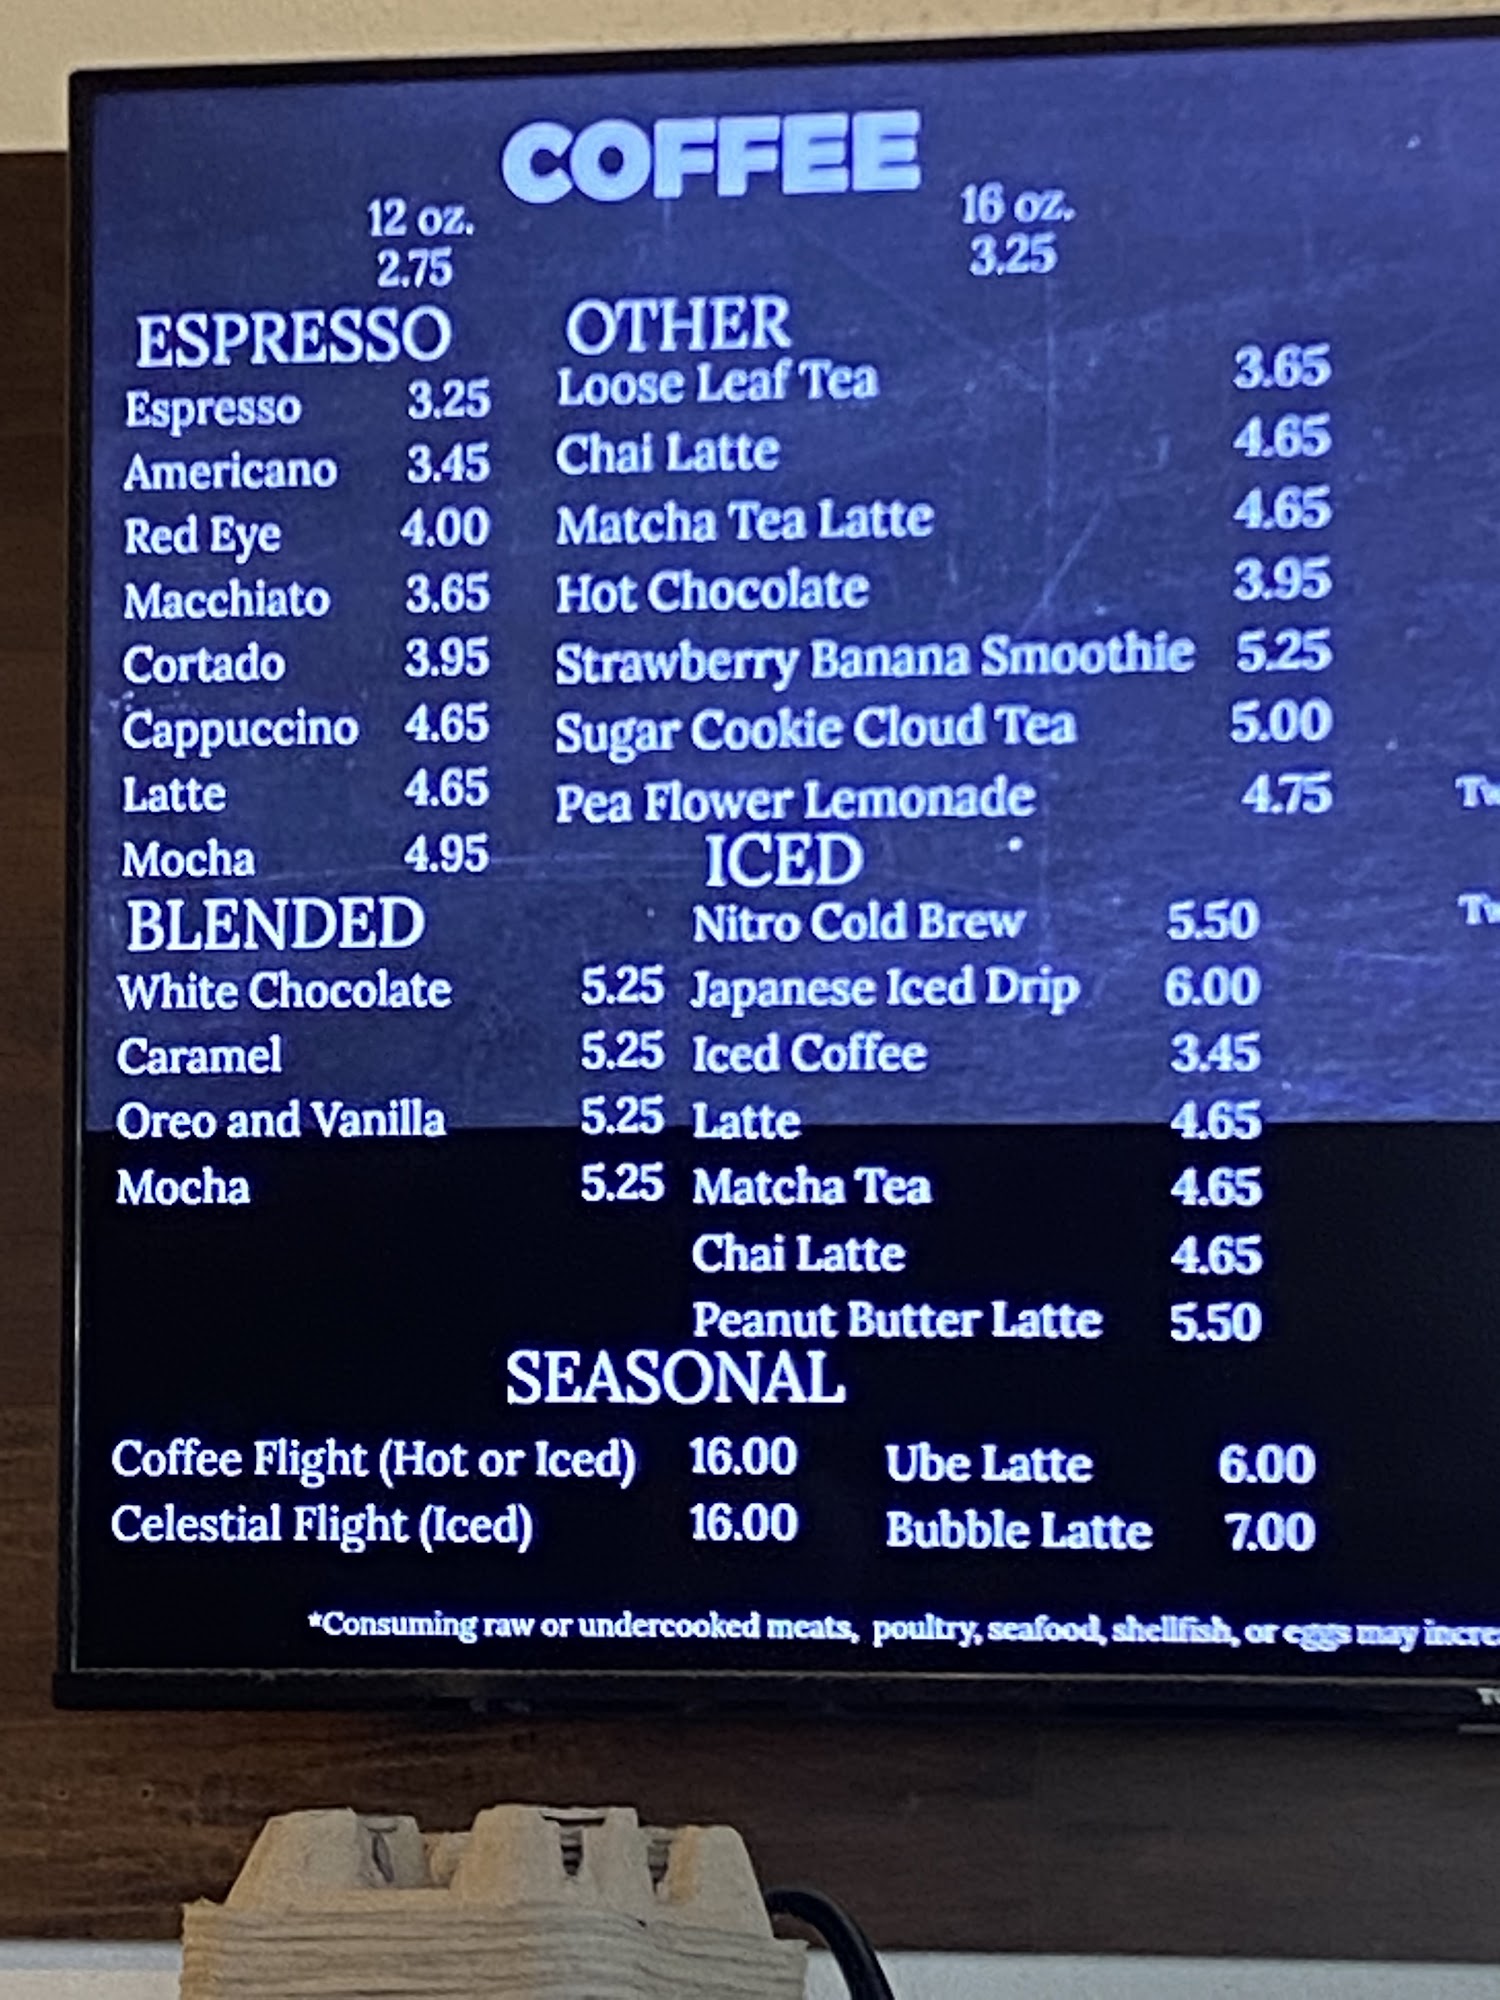 COFFEE
12 oz. 16 oz.
2.75 3.25
ESPRESSO
Espresso 3.25
Americano 3.45
Red Eye 4.00
Macchiato 3.65
Cortado 3.95
Cappuccino 4.65
Latte 4.65
Mocha 4.95
OTHER
Loose Leaf Tea 3.65
Chai Latte 4.65
Matcha Tea Latte 4.65
Hot Chocolate 3.95
Strawberry Banana Smoothie 5.25
Sugar Cookie Cloud Tea 5.00
Pea Flower Lemonade 4.75
BLENDED
White Chocolate 5.25
Caramel 5.25
Oreo and Vanilla 5.25
Mocha 5.25
ICED
Nitro Cold Brew 5.50
Japanese Iced Drip 6.00
Iced Coffee 3.45
Latte 4.65
Matcha Tea 4.65
Chai Latte 4.65
Peanut Butter Latte 5.50
SEASONAL
Coffee Flight (Hot or Iced) 16.00 Ube Latte 6.00
Celestial Flight (Iced) 16.00 Bubble Latte 7.00
*Consuming raw or undercooked meats, poultry, seafood, shellfish, or eggs may